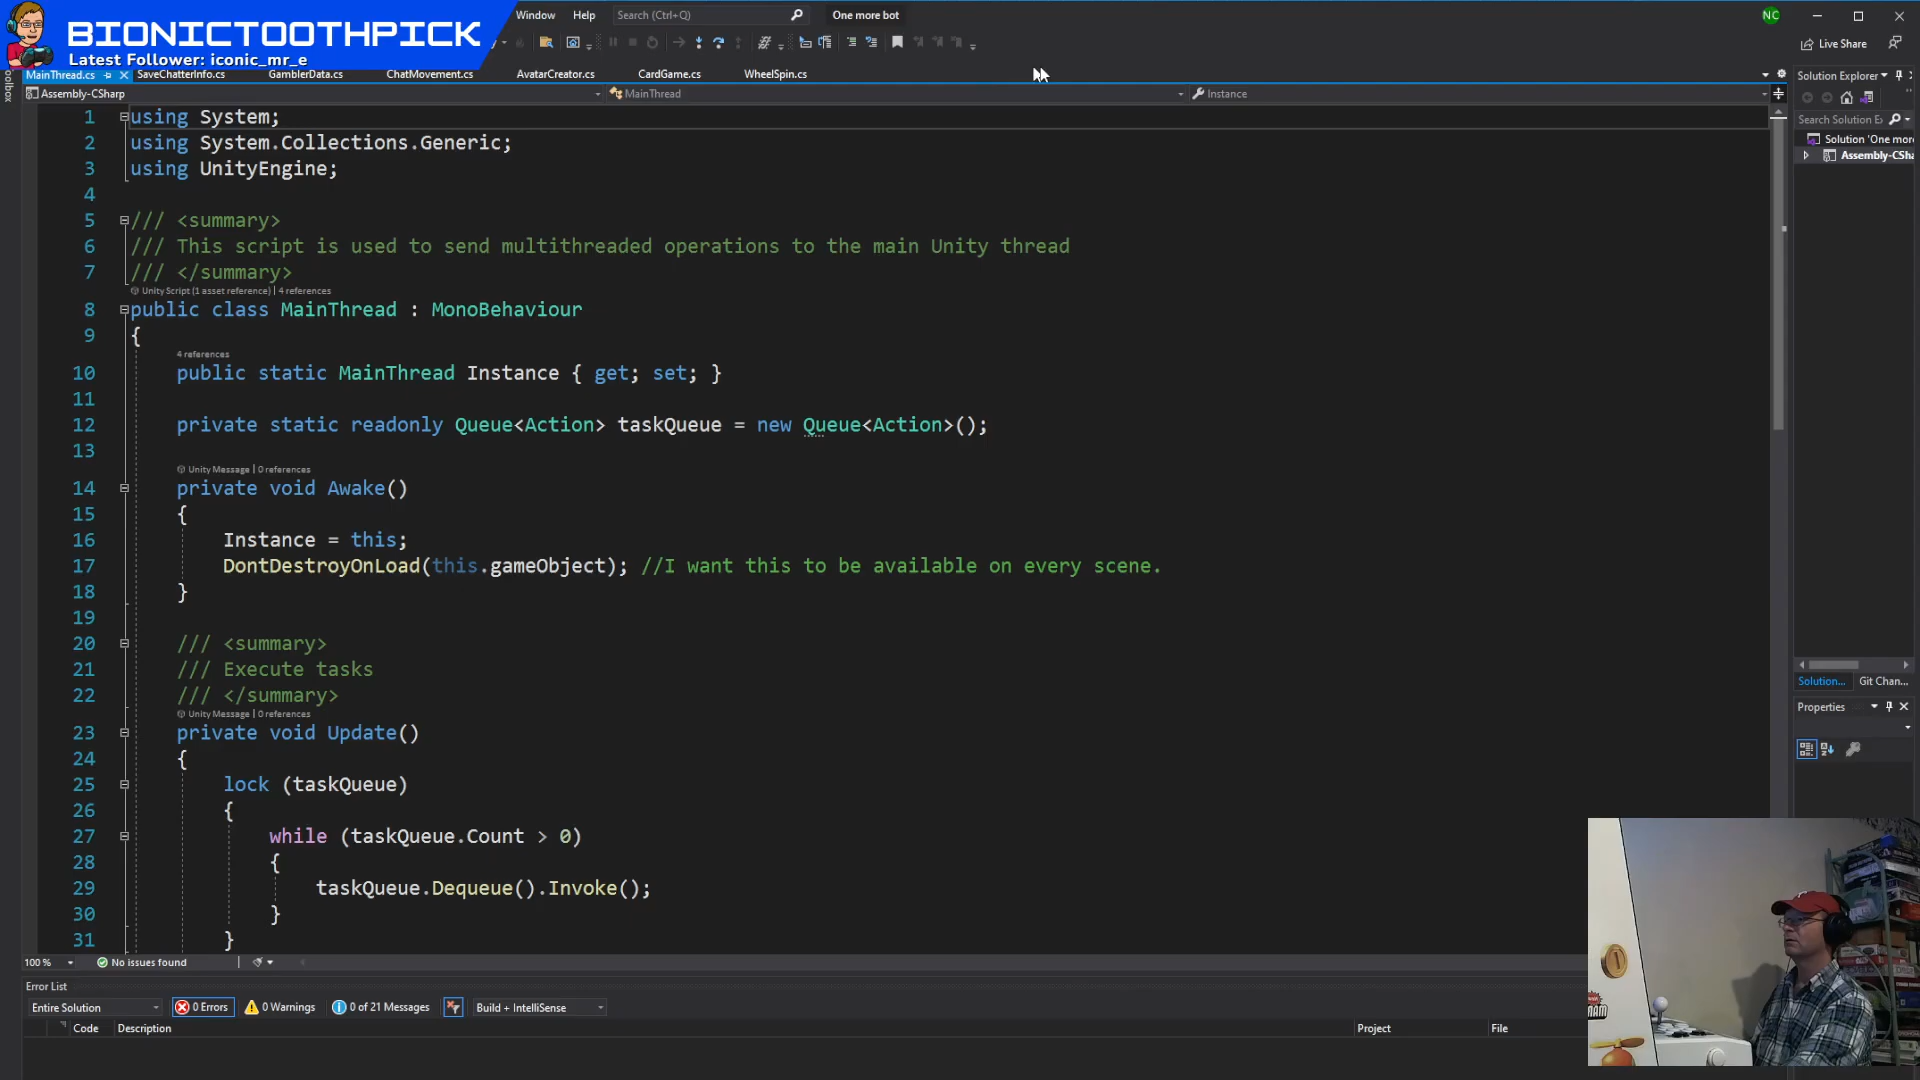 BIONICTOOTHPICK
Latest Follower: iconic_mr_e
Window Help Search (Ctrl+Q) One more bot NC
Live Share
MainThread.cs SaveChatterInfo.cs GamblerData.cs ChatMovement.cs AvatarCreator.cs CardGame.cs WheelSpin.cs
Assembly-CSharp MainThread Instance
1 using System;
2 using System.Collections.Generic;
3 using UnityEngine;
4
5 /// <summary>
6 /// This script is used to send multithreaded operations to the main Unity thread
7 /// </summary>
Unity Script (1 asset reference) | 4 references
8 public class MainThread : MonoBehaviour
9 {
4 references
10 public static MainThread Instance { get; set; }
11
12 private static readonly Queue<Action> taskQueue = new Queue<Action>();
13
Unity Message | 0 references
14 private void Awake()
15 {
16 Instance = this;
17 DontDestroyOnLoad(this.gameObject); //I want this to be available on every scene.
18 }
19
20 /// <summary>
21 /// Execute tasks
22 /// </summary>
Unity Message | 0 references
23 private void Update()
24 {
25 lock (taskQueue)
26 {
27 while (taskQueue.Count > 0)
28 {
29 taskQueue.Dequeue().Invoke();
30 }
31 }
100 % No issues found
Error List
Entire Solution 0 Errors 0 Warnings 0 of 21 Messages Build + IntelliSense
Code Description Project File
Solution Explorer
Search Solution Ex
Solution 'One mor
Assembly-CSha
Solution... Git Chan...
Properties